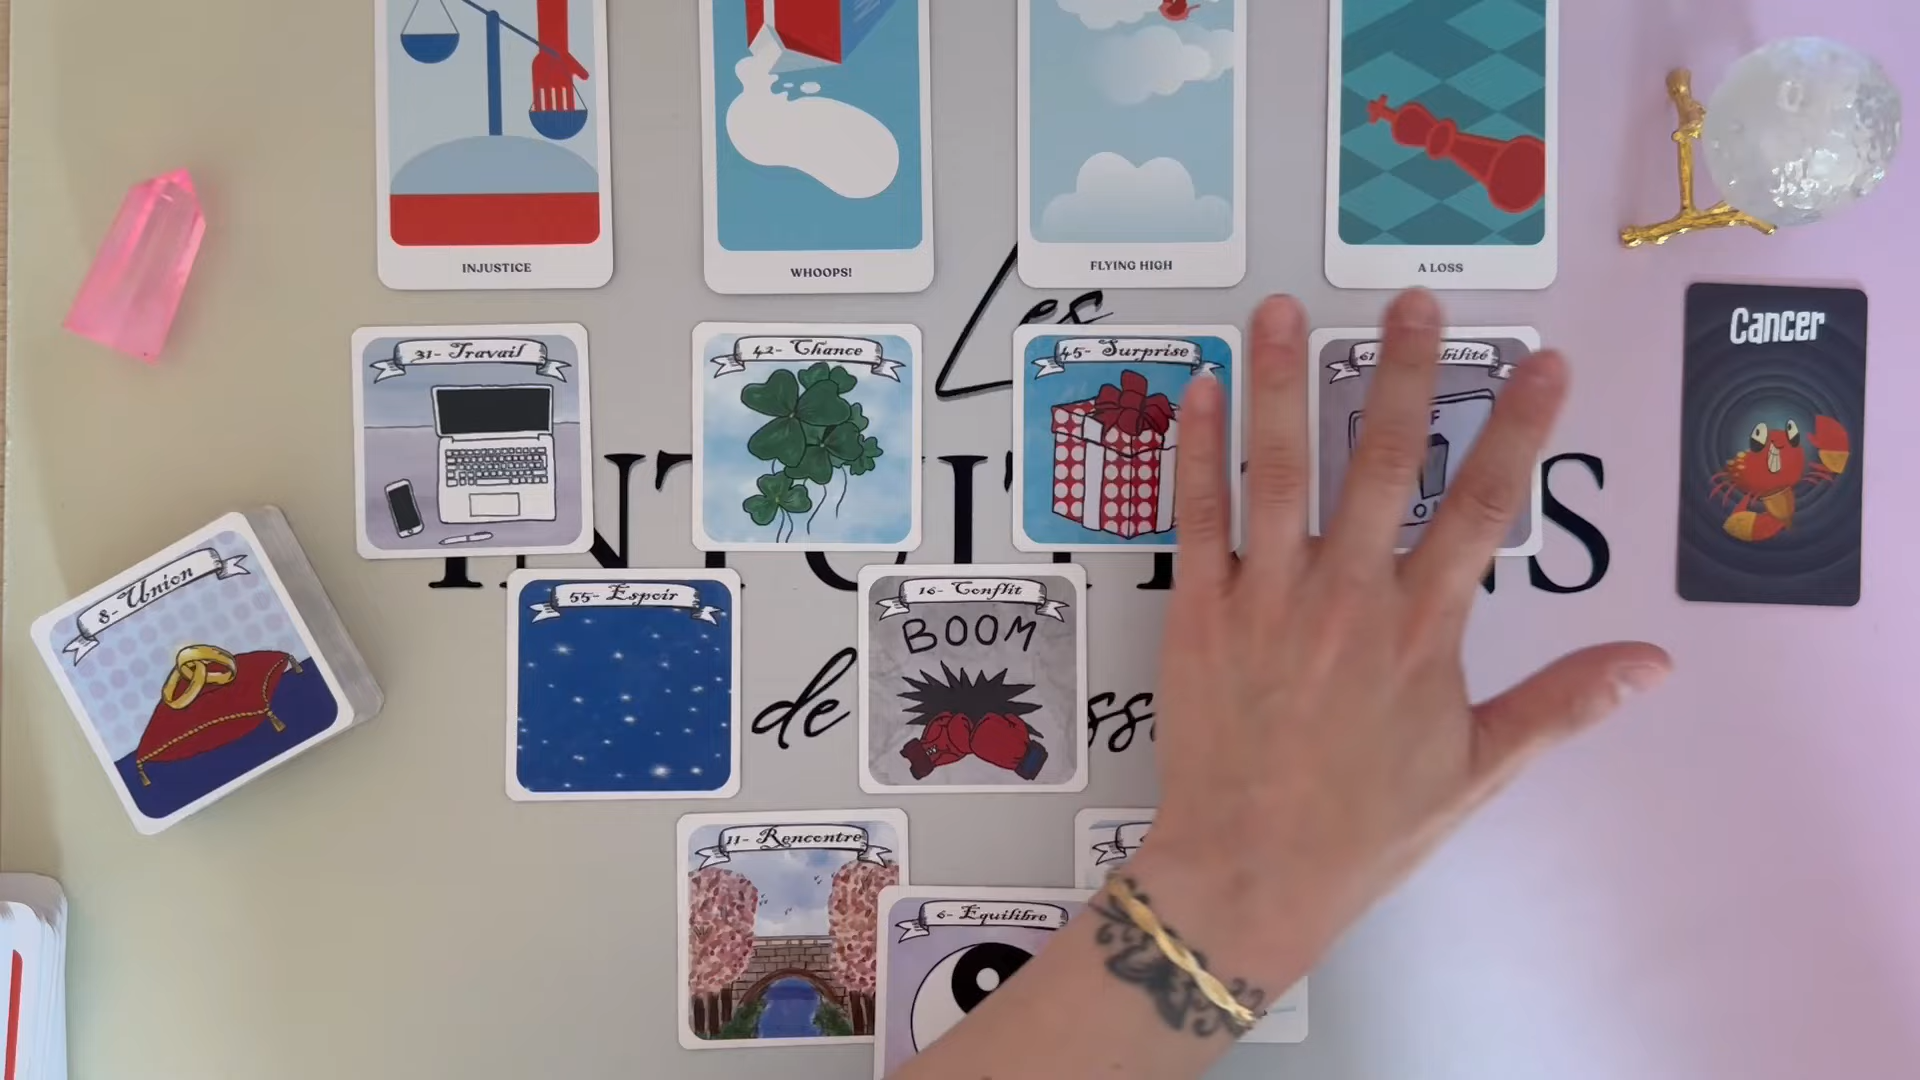 INJUSTICE
WHOOPS!
FLYING HIGH
A LOSS
31- Travail
42- Chance
45- Surprise
Cancer
Les
INTUITIONS
8- Union
55- Espoir
16- Conflit
BOOM
de
11- Rencontre
6- Equilibre